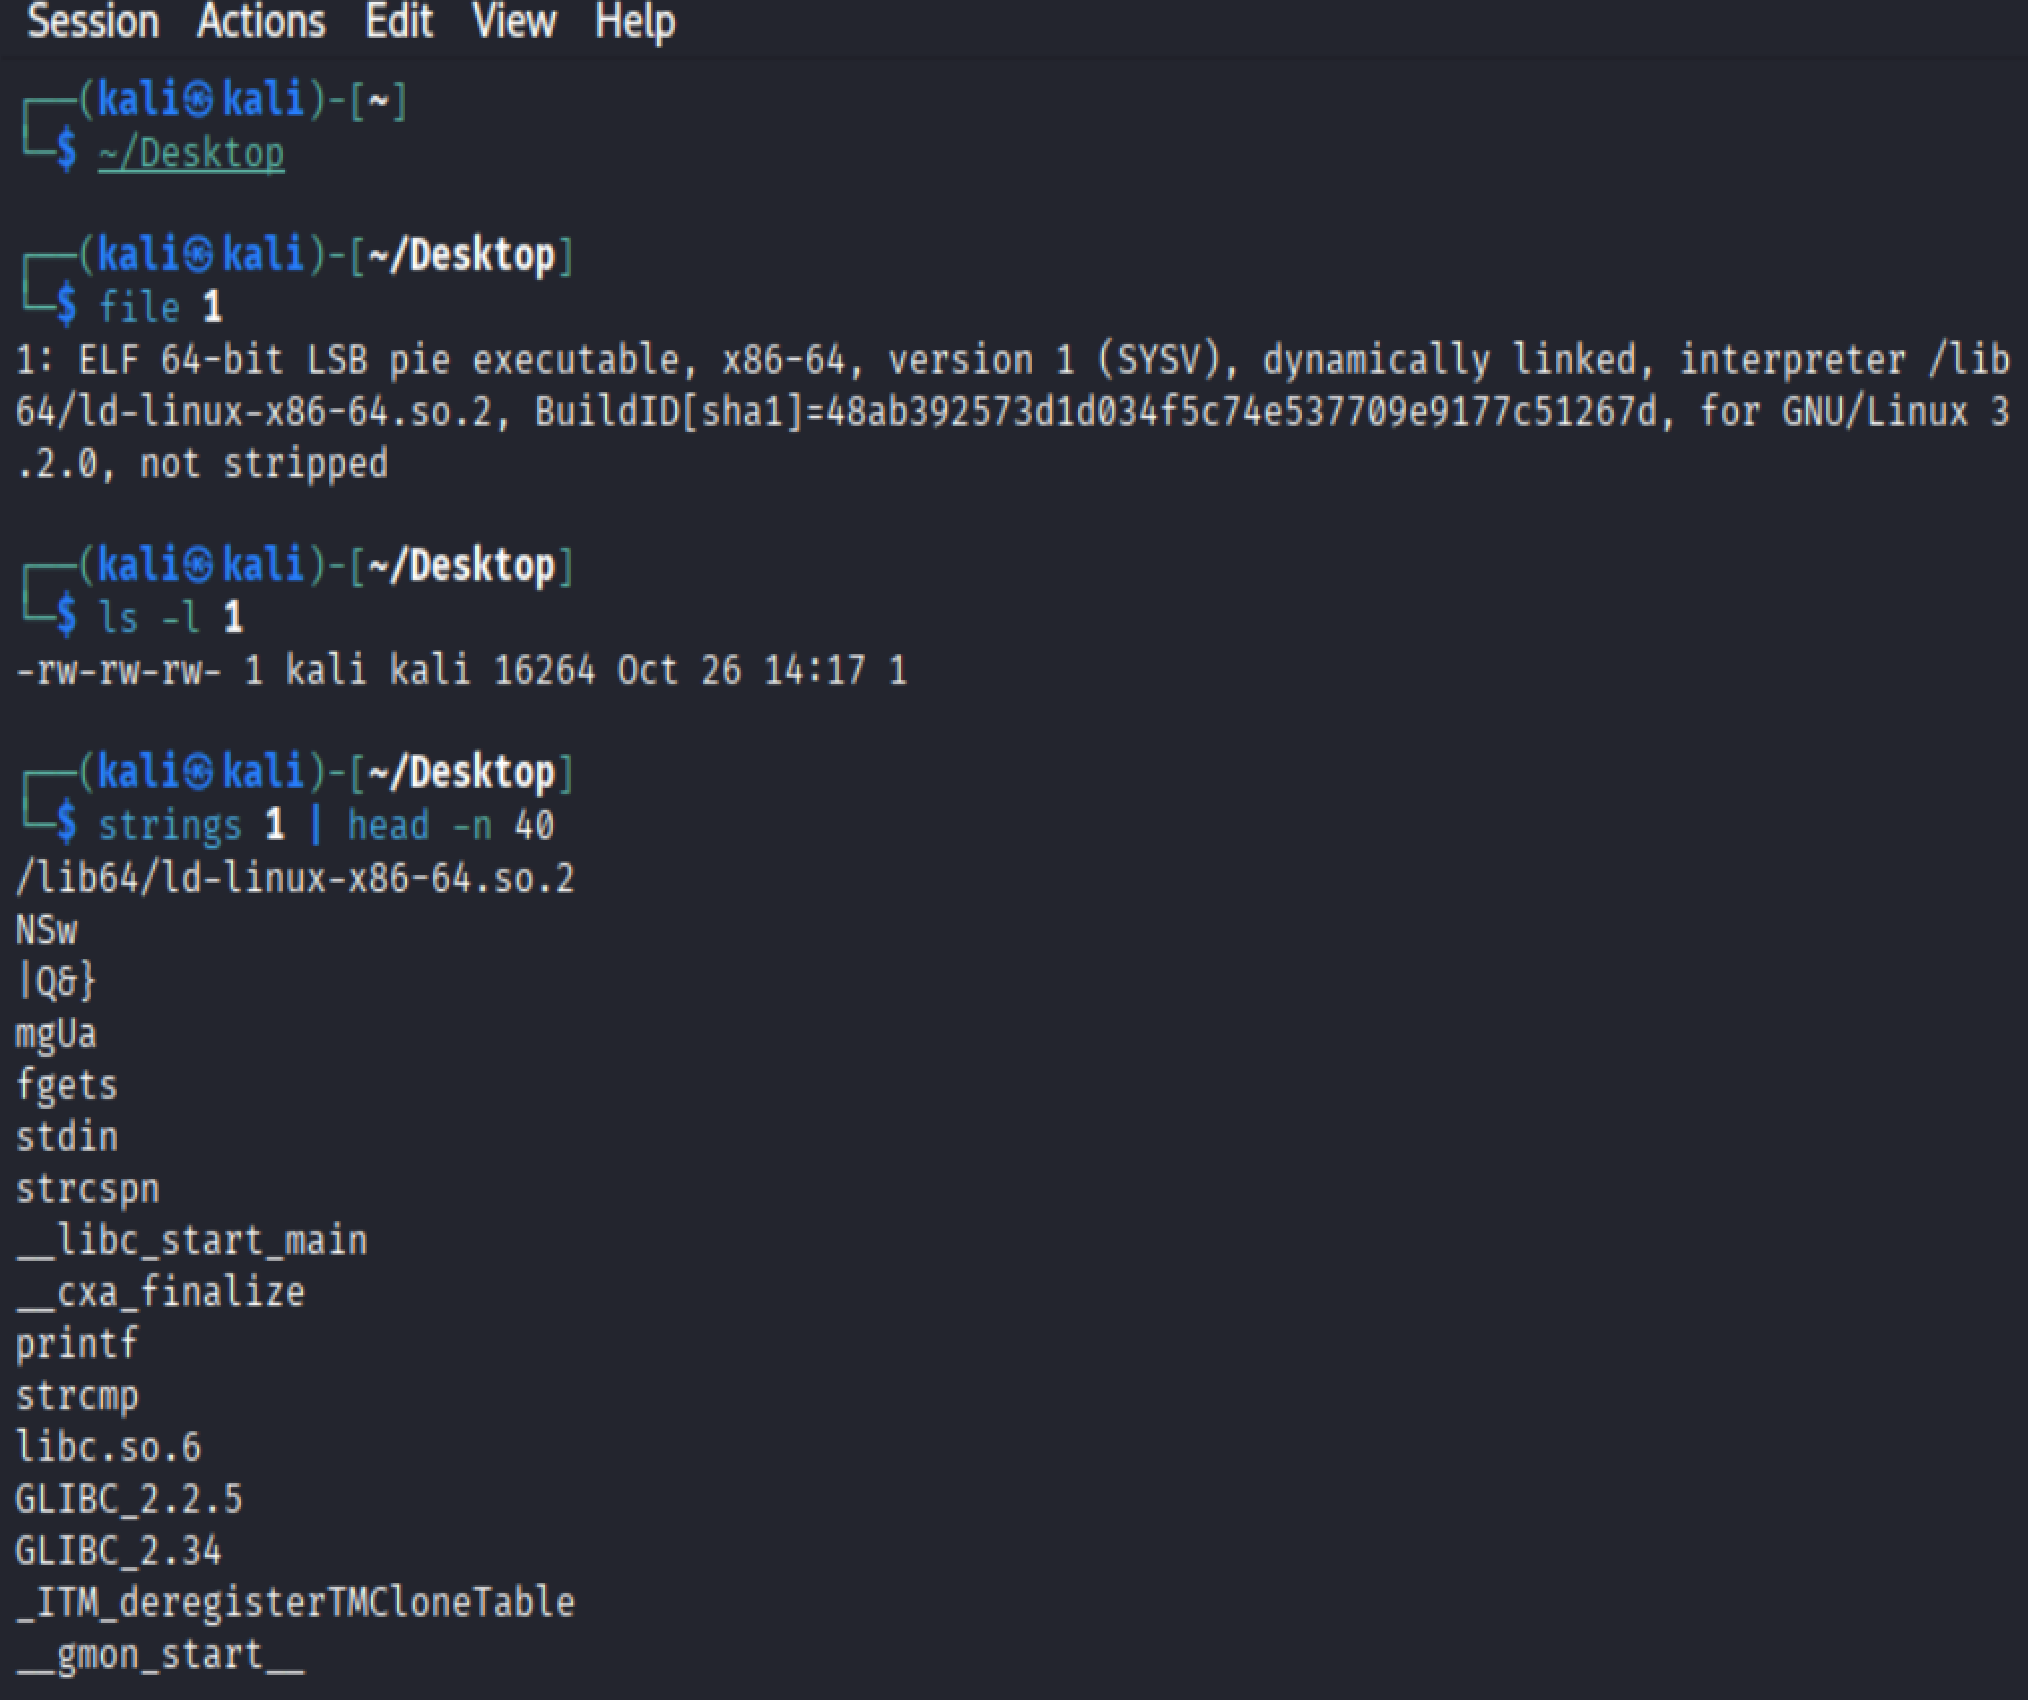 Session Actions Edit View Help
┌──(kali㉿kali)-[~]
└─$ ~/Desktop
┌──(kali㉿kali)-[~/Desktop]
└─$ file 1
1: ELF 64-bit LSB pie executable, x86-64, version 1 (SYSV), dynamically linked, interpreter /lib
64/ld-linux-x86-64.so.2, BuildID[sha1]=48ab392573d1d034f5c74e537709e9177c51267d, for GNU/Linux 3
.2.0, not stripped
┌──(kali㉿kali)-[~/Desktop]
└─$ ls -l 1
-rw-rw-rw- 1 kali kali 16264 Oct 26 14:17 1
┌──(kali㉿kali)-[~/Desktop]
└─$ strings 1 | head -n 40
/lib64/ld-linux-x86-64.so.2
NSw
|Q&}
mgUa
fgets
stdin
strcspn
__libc_start_main
__cxa_finalize
printf
strcmp
libc.so.6
GLIBC_2.2.5
GLIBC_2.34
_ITM_deregisterTMCloneTable
__gmon_start__